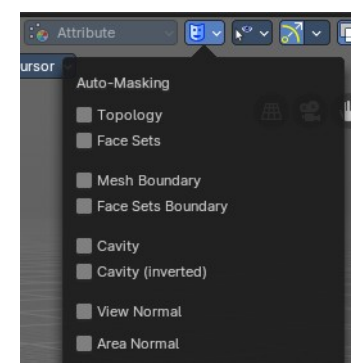 Attribute
ursor
Auto-Masking
Topology
Face Sets
Mesh Boundary
Face Sets Boundary
Cavity
Cavity (inverted)
View Normal
Area Normal